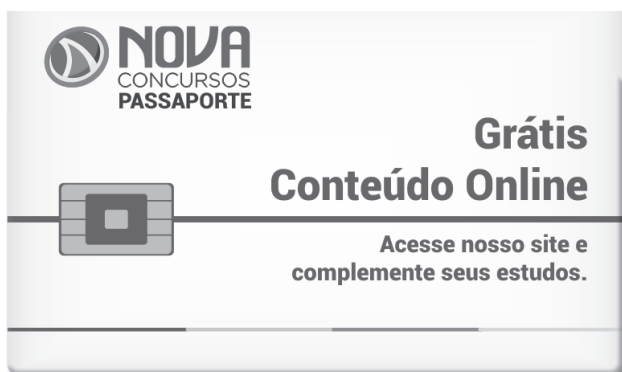 NOVA
CONCURSOS
PASSAPORTE
Grátis
Conteúdo Online
Acesse nosso site e
complemente seus estudos.